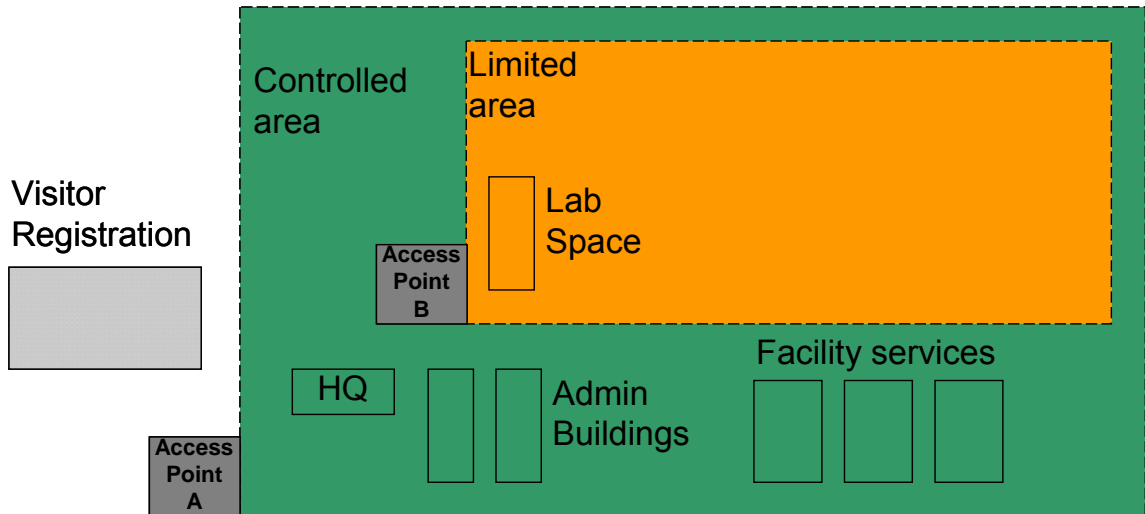 Controlled
area
Limited
area
Visitor
Registration
Lab
Space
Access
Point
B
Facility services
HQ
Admin
Buildings
Access
Point
A